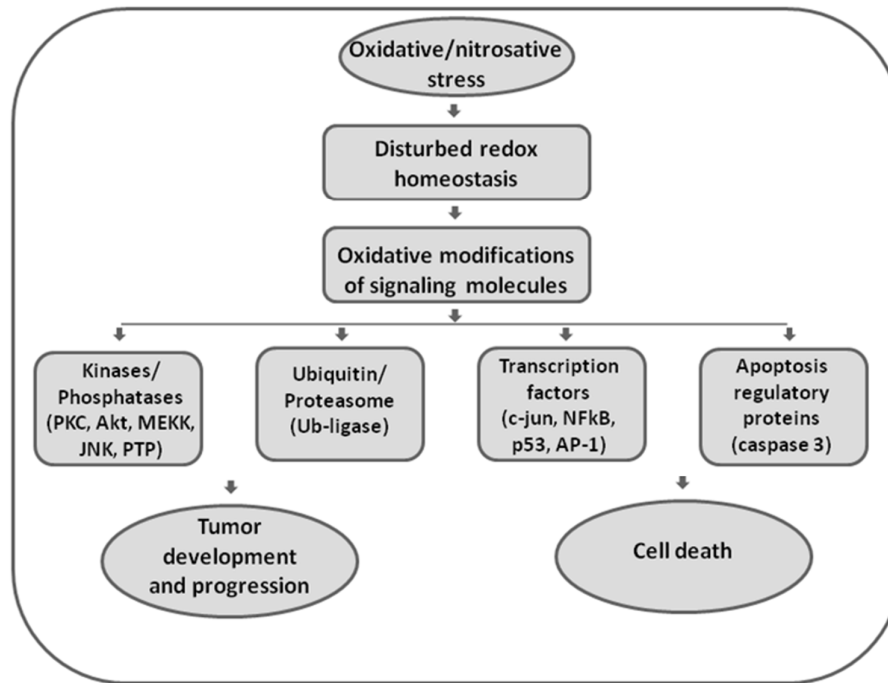 Oxidative/nitrosative
stress
Disturbed redox
homeostasis
Oxidative modifications
of signaling molecules
Kinases/
Phosphatases
(PKC, Akt, MEKK,
JNK, PTP)
Ubiquitin/
Proteasome
(Ub-ligase)
Transcription
factors
(c-jun, NFkB,
p53, AP-1)
Apoptosis
regulatory
proteins
(caspase 3)
Tumor
development
and progression
Cell death